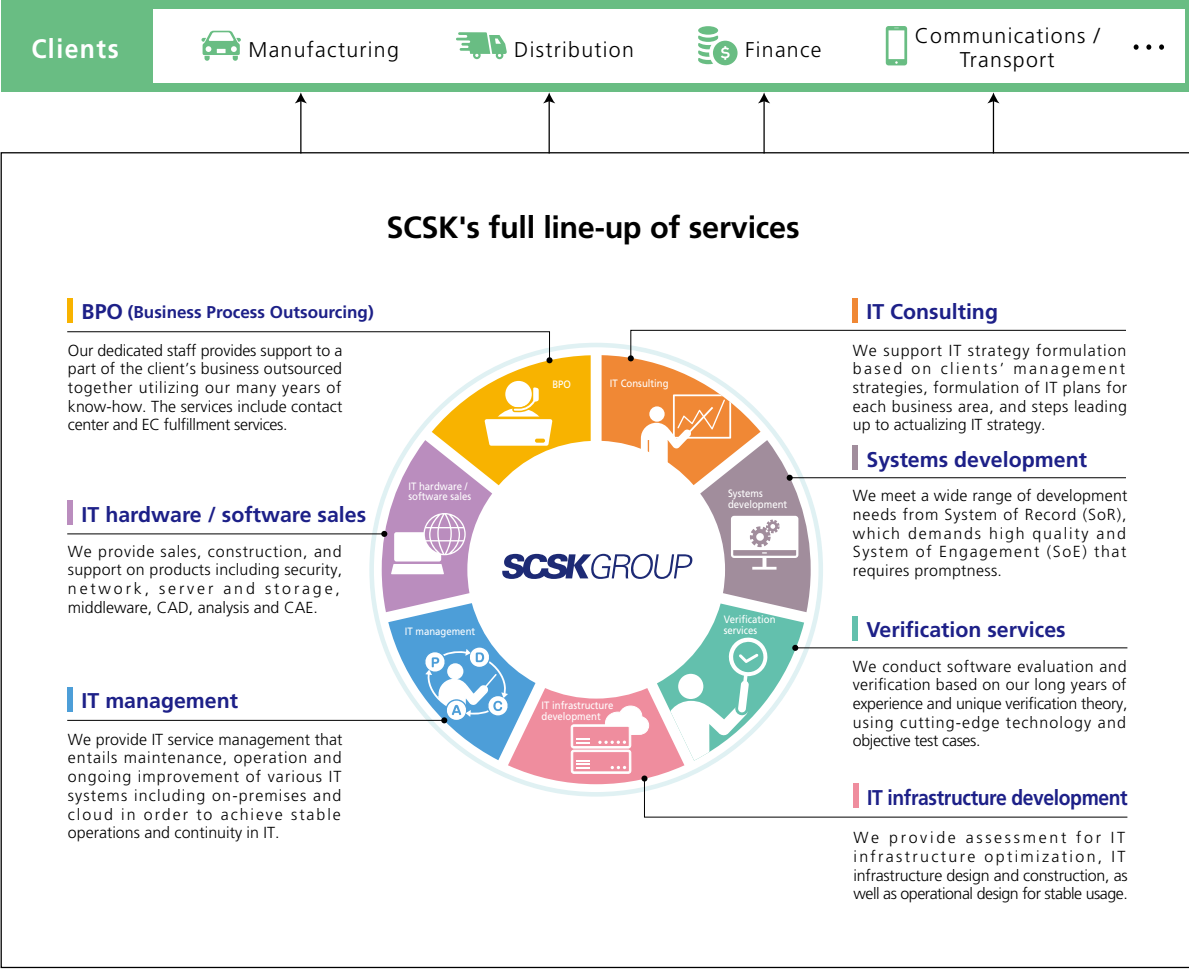 Clients
Manufacturing
Distribution
Finance
Communications /
Transport
...
SCSK's full line-up of services
BPO (Business Process Outsourcing)
Our dedicated staff provides support to a
part of the client's business outsourced
together utilizing our many years of
know-how. The services include contact
center and EC fulfillment services.
IT hardware / software sales
We provide sales, construction, and
support on products including security,
network, server and storage,
middleware, CAD, analysis and CAE.
IT management
We provide IT service management that
entails maintenance, operation and
ongoing improvement of various IT
systems including on-premises and
cloud in order to achieve stable
operations and continuity in IT.
BPO
IT Consulting
IT hardware /
software sales
Systems
development
SCSKGROUP
IT management
P
D
A
C
Verification
services
IT infrastructure
development
IT Consulting
We support IT strategy formulation
based on clients' management
strategies, formulation of IT plans for
each business area, and steps leading
up to actualizing IT strategy.
Systems development
We meet a wide range of development
needs from System of Record (SoR),
which demands high quality and
System of Engagement (SoE) that
requires promptness.
Verification services
We conduct software evaluation and
verification based on our long years of
experience and unique verification theory,
using cutting-edge technology and
objective test cases.
IT infrastructure development
We provide assessment for IT
infrastructure optimization, IT
infrastructure design and construction, as
well as operational design for stable usage.